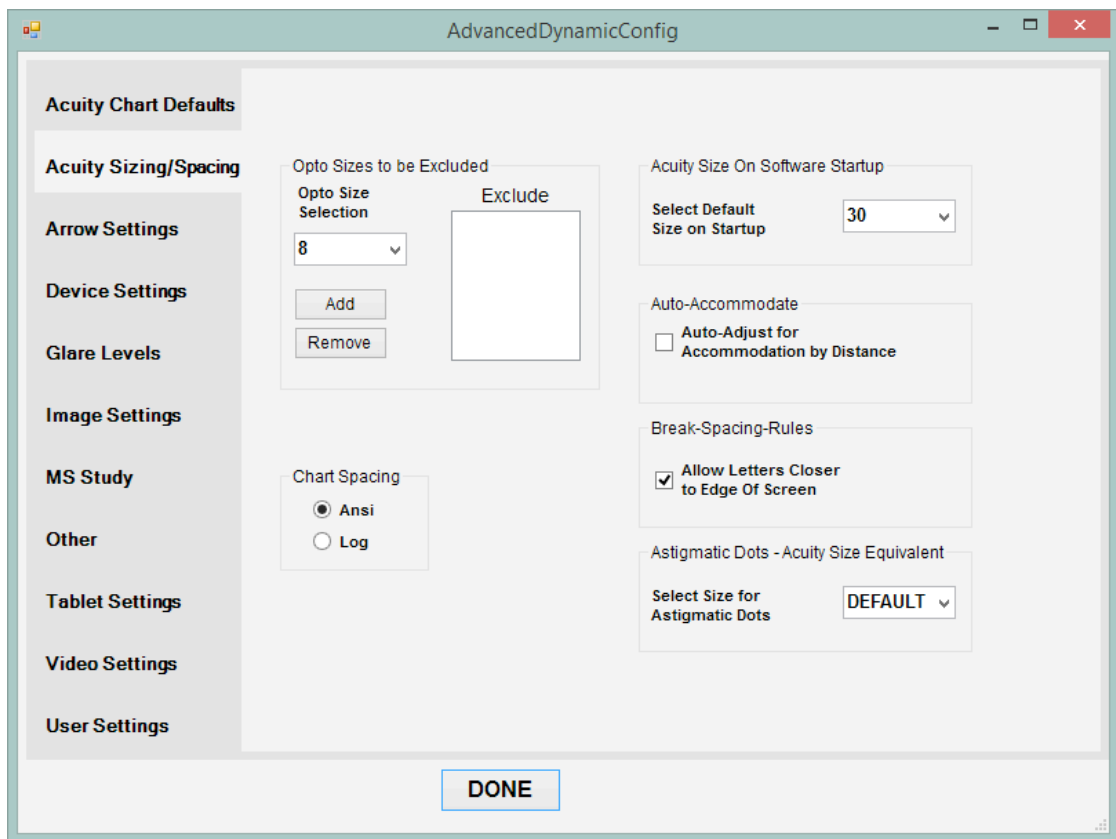 AdvancedDynamicConfig
Acuity Chart Defaults
Acuity Sizing/Spacing
Arrow Settings
Device Settings
Glare Levels
Image Settings
MS Study
Other
Tablet Settings
Video Settings
User Settings
Opto Sizes to be Excluded
Opto Size
Selection
Exclude
8
Add
Remove
Chart Spacing
Ansi
Log
Acuity Size On Software Startup
Select Default
Size on Startup
30
Auto-Accommodate
Auto-Adjust for
Accommodation by Distance
Break-Spacing-Rules
Allow Letters Closer
to Edge Of Screen
Astigmatic Dots - Acuity Size Equivalent
Select Size for
Astigmatic Dots
DEFAULT
DONE